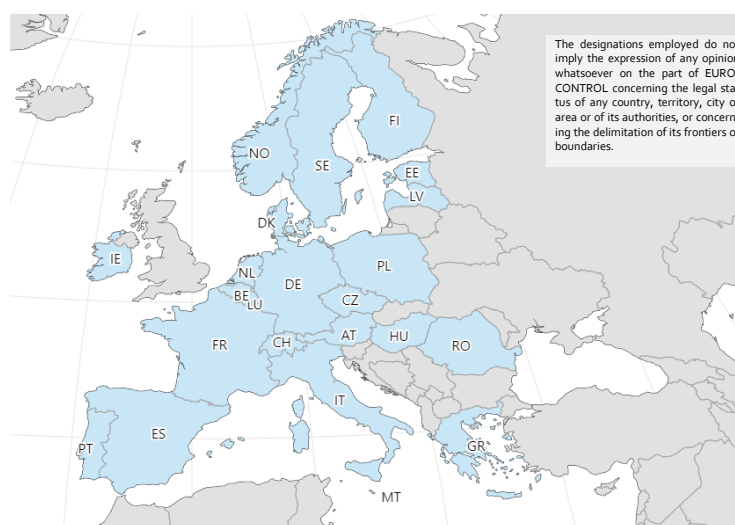 The designations employed do no
imply the expression of any opinion
whatsoever on the part of EURO
CONTROL concerning the legal sta
tus of any country, territory, city o
area or of its authorities, or concern
ing the delimitation of its frontiers o
boundaries.
FI
NO
SE
EE
LV
DK
IE
NL
PL
BE
DE
LU
CZ
FR
CH
AT
HU
RO
IT
ES
PT
GR
MT